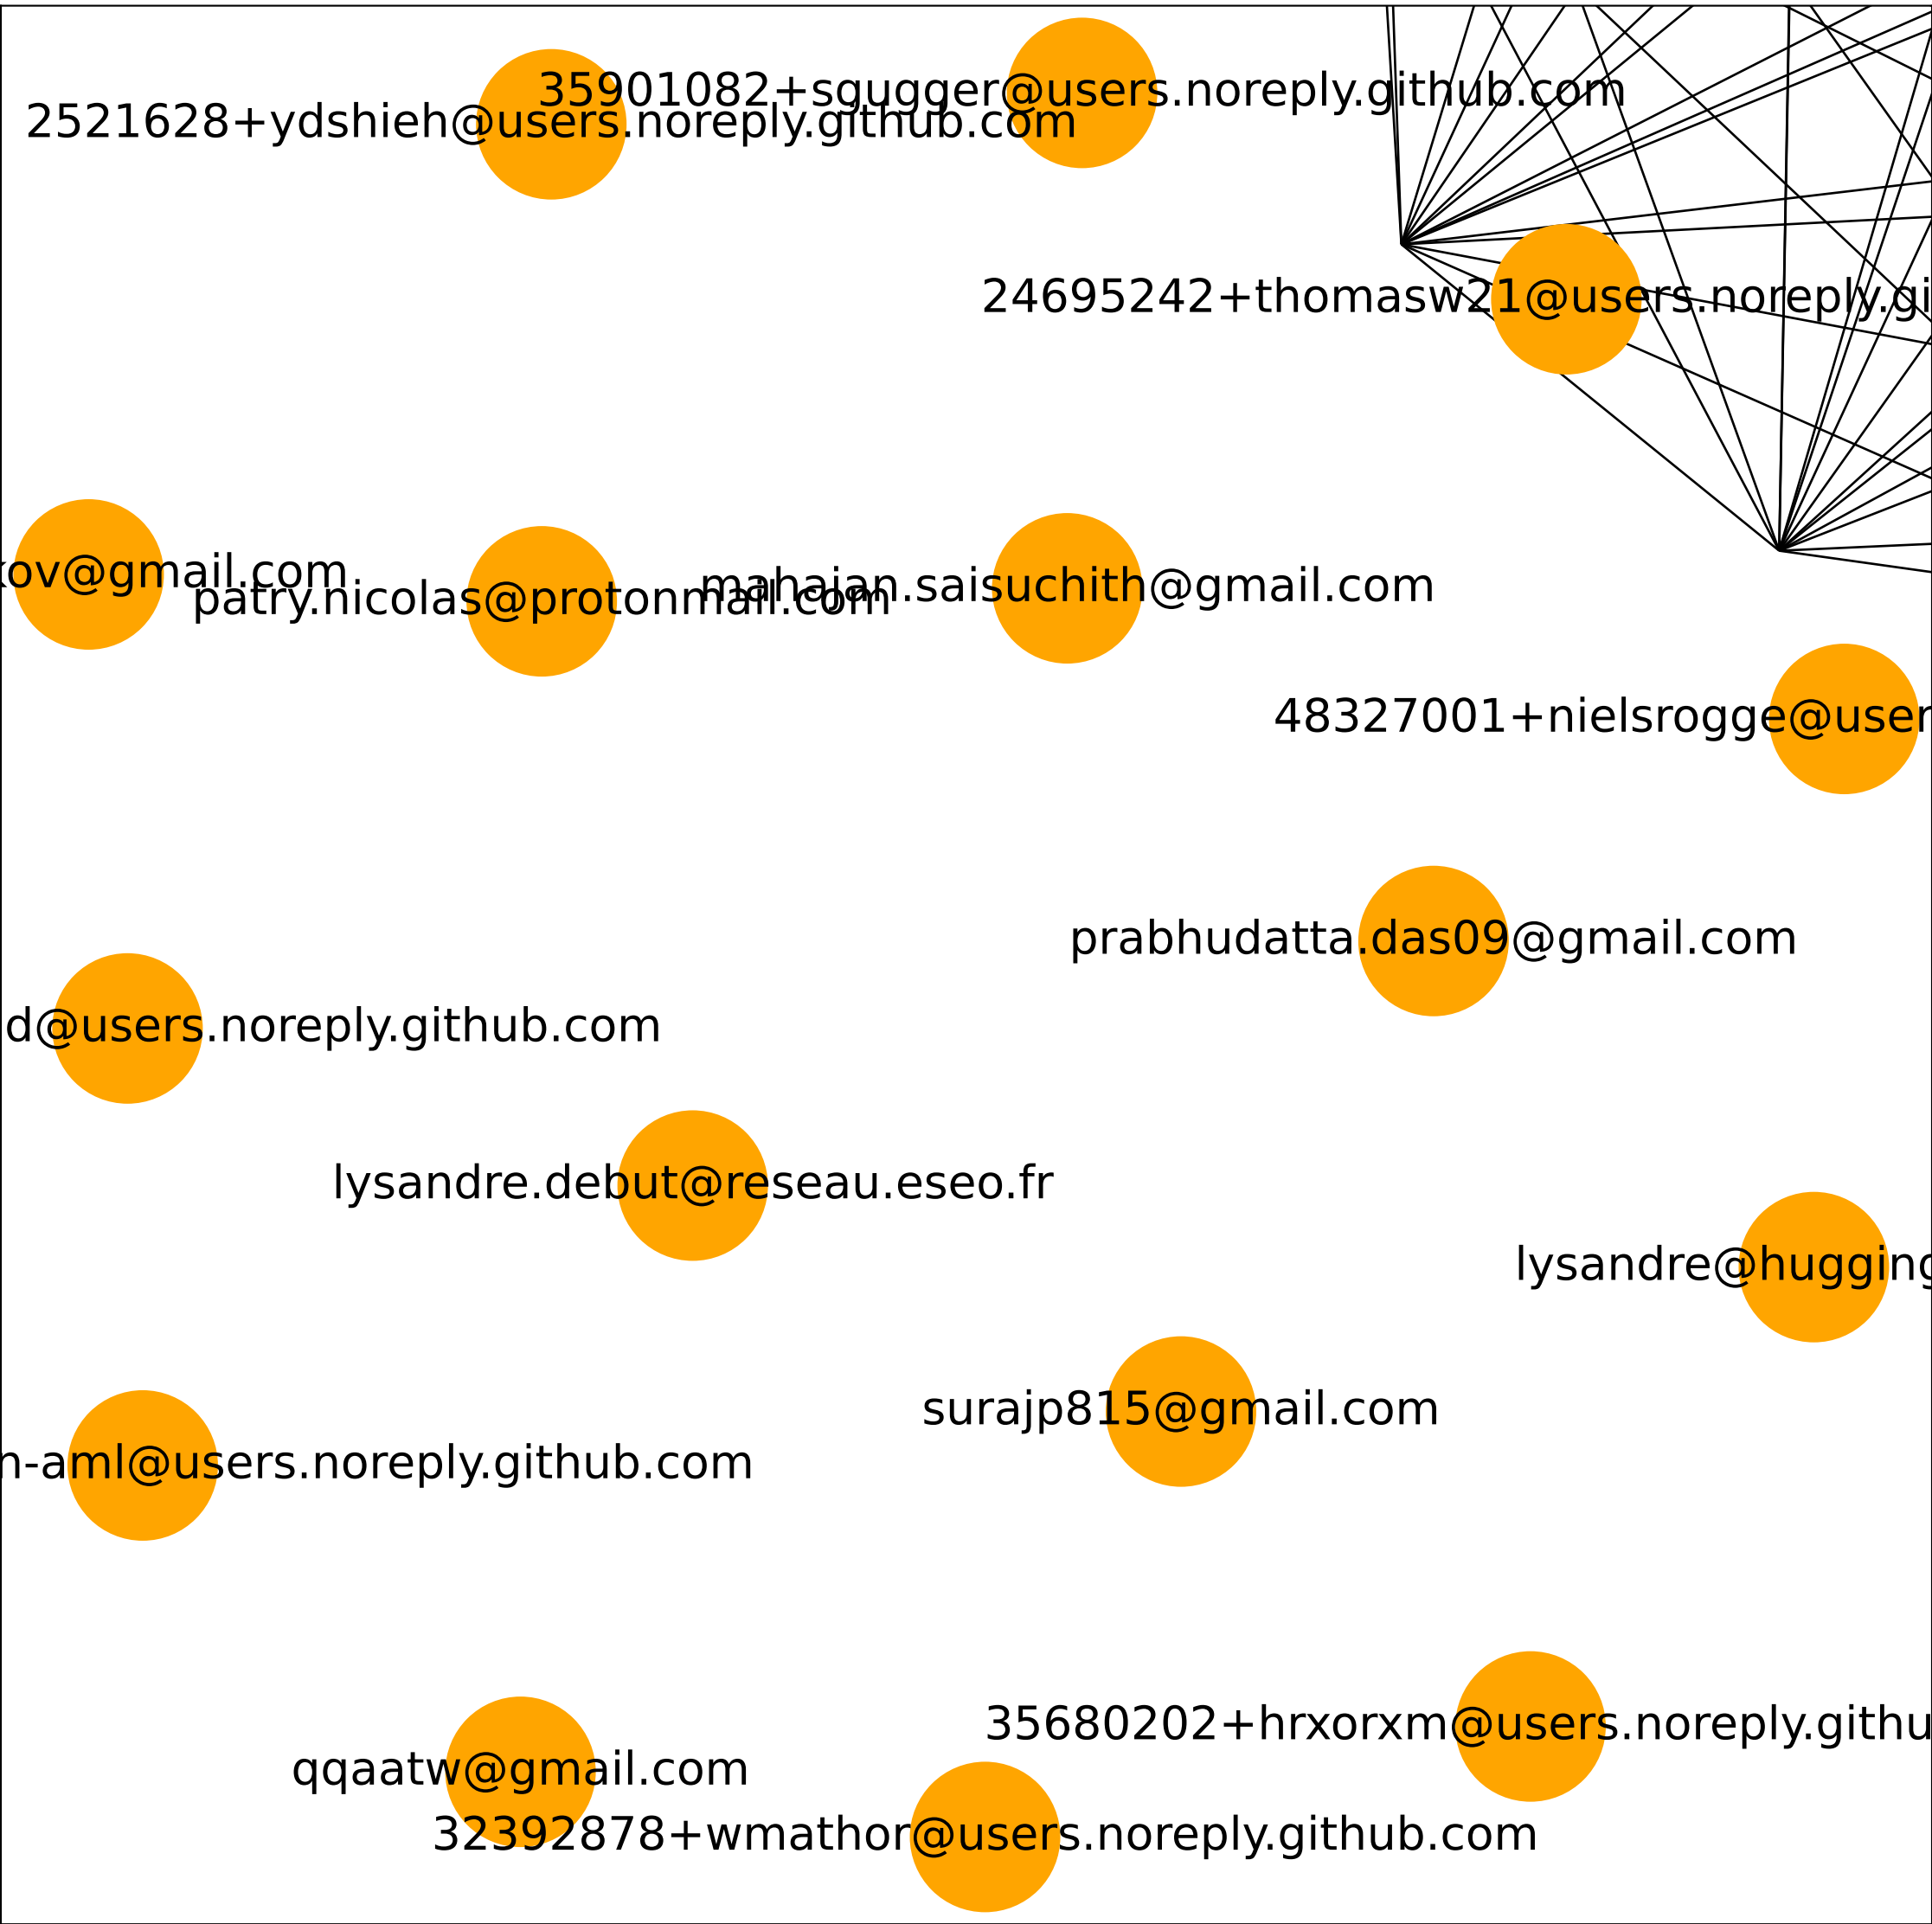 35901082+sgugger@users.noreply.github.com
2521628+ydshieh@users.noreply.github.com
24695242+thomasw21@users.noreply.gi
kov@gmail.com
mahajan.saisuchith@gmail.com
patry.nicolas@protonmail.com
48327001+nielsrogge@user
prabhudatta.das09@gmail.com
d@users.noreply.github.com
lysandre.debut@reseau.eseo.fr
lysandre@hugging
surajp815@gmail.com
n-aml@users.noreply.github.com
35680202+hrxorxm@users.noreply.githu
qqaatw@gmail.com
32392878+wmathor@users.noreply.github.com